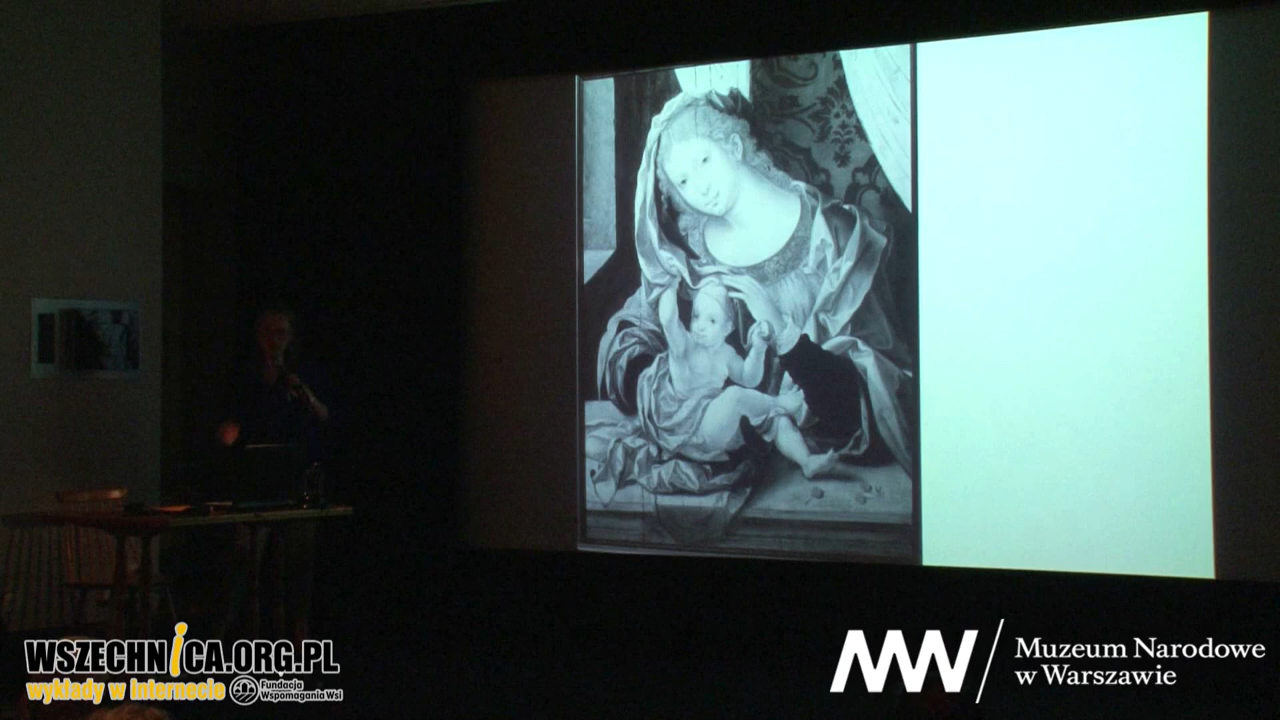 WSZECHNiCA.ORG.PL
wykłady w internecie
Fundacja
Wspomagania Wsi
Muzeum Narodowe
w Warszawie